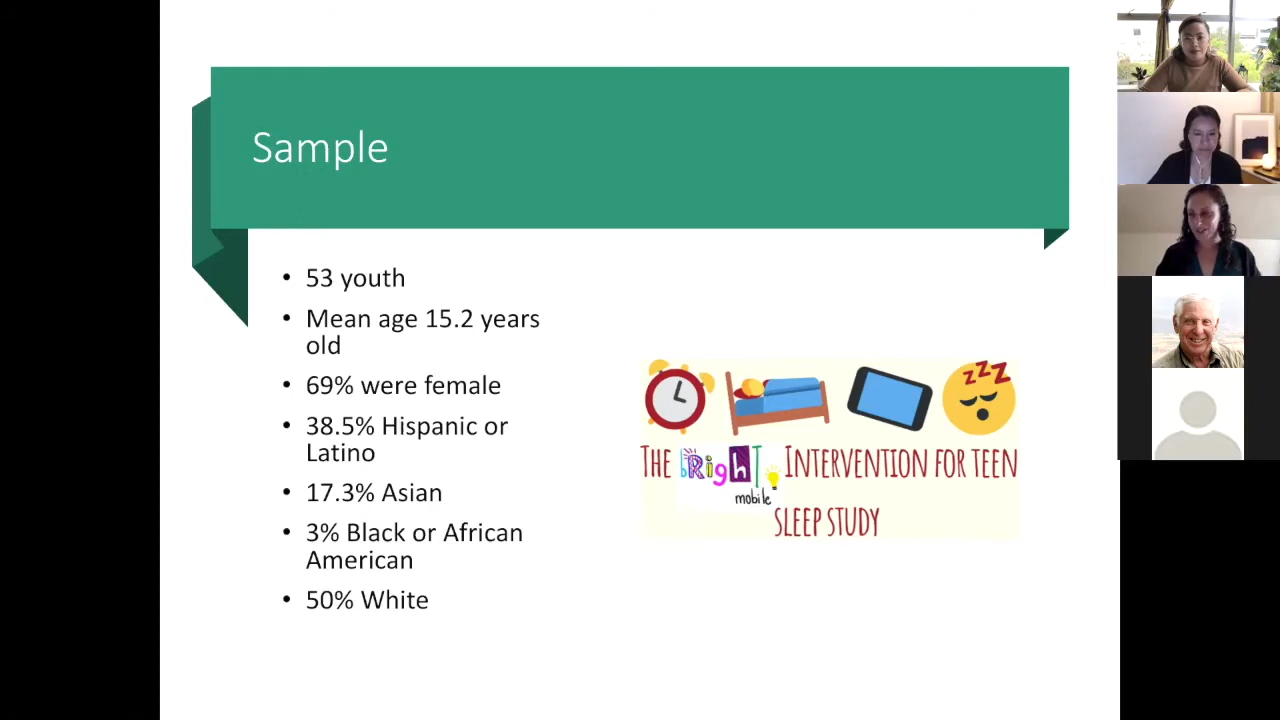 Sample
• 53 youth
• Mean age 15.2 years
old
• 69% were female
• 38.5% Hispanic or
Latino
• 17.3% Asian
• 3% Black or African
American
• 50% White
zzZ
THE bRighT INTERVENTION FOR TEEN
mobile
SLEEP STUDY